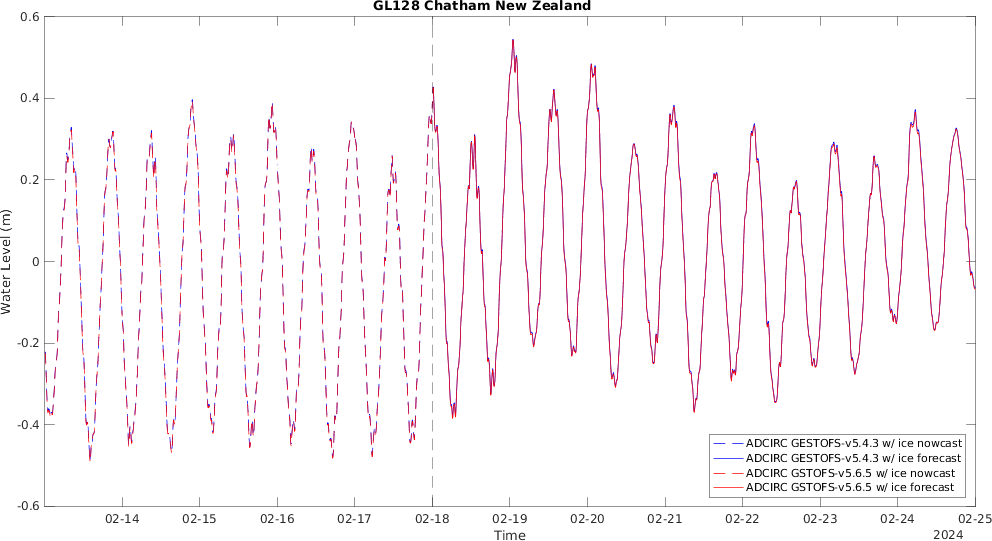 GL128 Chatham New Zealand
0.6
0.4
0.2
0
-0.2
-0.4
-0.6
Water Level (m)
ADCIRC GESTOFS-v5.4.3 w/ ice nowcast
ADCIRC GESTOFS-v5.4.3 w/ ice forecast
ADCIRC GSTOFS-v5.6.5 w/ ice nowcast
ADCIRC GSTOFS-v5.6.5 w/ ice forecast
02-14 02-15 02-16 02-17 02-18 02-19 02-20 02-21 02-22 02-23 02-24 02-25
Time
2024